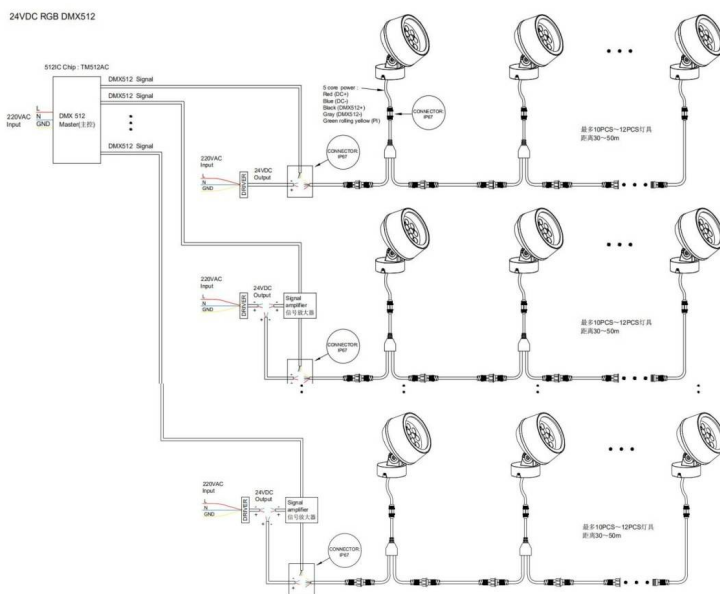 24VDC RGB DMX512
512IC Chip : TM512AC
DMX512 Signal
DMX512 Signal
DMX512 Signal
220VAC
Input
L
N
GND
DMX 512
Master(主控)
5 core power :
Red (DC+)
Blue (DC-)
Black (DMX512+)
Gray (DMX512-)
Green rolling yellow (PI)
CONNECTOR:
IP67
CONNECTOR:
IP67
最多10PCS～12PCS灯具
距离30～50m
220VAC
Input
L
N
GND
DRIVER
24VDC
Output
+
-
220VAC
Input
L
N
GND
DRIVER
24VDC
Output
-
+
-
+
Signal
amplifier
信号放大器
CONNECTOR:
IP67
最多10PCS～12PCS灯具
距离30～50m
220VAC
Input
L
N
GND
DRIVER
24VDC
Output
-
+
-
+
Signal
amplifier
信号放大器
CONNECTOR:
IP67
最多10PCS～12PCS灯具
距离30～50m